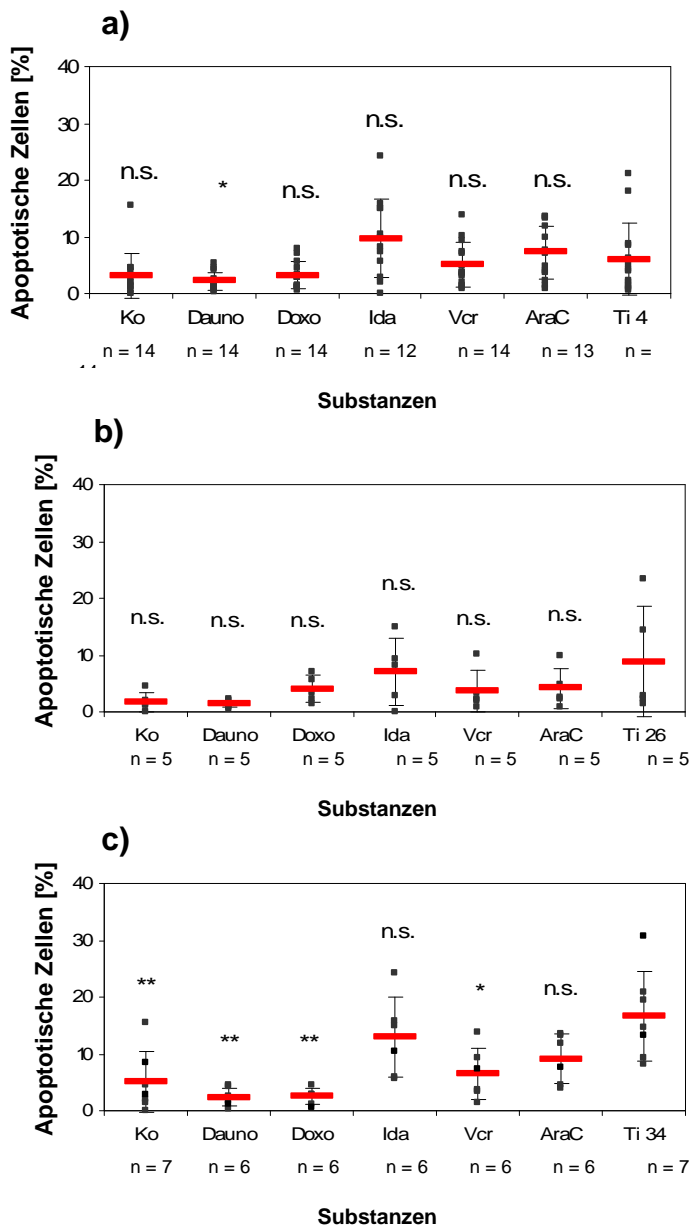 a)
Apoptotische Zellen [%]
40
30
20
10
0
n.s. * n.s. n.s. n.s. n.s.
Ko Dauno Doxo Ida Vcr AraC Ti 4
n = 14 n = 14 n = 14 n = 12 n = 14 n = 13 n =
Substanzen
b)
Apoptotische Zellen [%]
40
30
20
10
0
n.s. n.s. n.s. n.s. n.s. n.s.
Ko Dauno Doxo Ida Vcr AraC Ti 26
n = 5 n = 5 n = 5 n = 5 n = 5 n = 5 n = 5
Substanzen
c)
Apoptotische Zellen [%]
40
30
20
10
0
** ** ** n.s. * n.s.
Ko Dauno Doxo Ida Vcr AraC Ti 34
n = 7 n = 6 n = 6 n = 6 n = 6 n = 6 n = 7
Substanzen